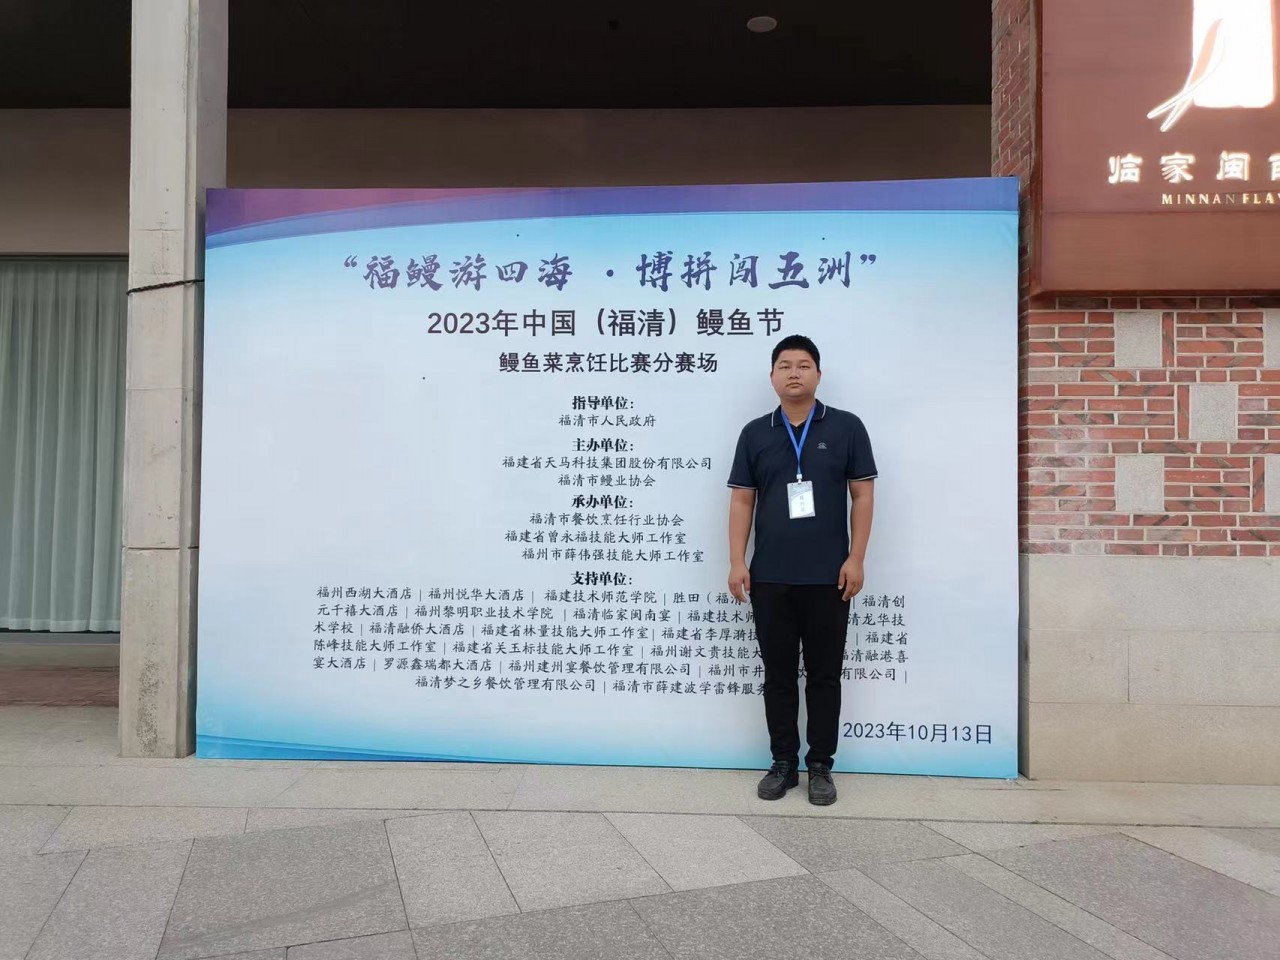 “福鳗游四海 · 博拼闯五洲”
2023年中国（福清）鳗鱼节
鳗鱼菜烹饪比赛分赛场
指导单位：
福清市人民政府
主办单位：
福建省天马科技集团股份有限公司
福清市鳗业协会
承办单位：
福清市餐饮烹饪行业协会
福建省曾永福技能大师工作室
福州市薛伟强技能大师工作室
支持单位：
福州西湖大酒店 | 福州悦华大酒店 | 福建技术师范学院 | 胜田（福清 | 福清创
元千禧大酒店 | 福州黎明职业技术学院 | 福清临家闽南宴 | 福建技术师 清龙华技
术学校 | 福清融侨大酒店 | 福建省林量技能大师工作室 | 福建省李厚漪技 | 福建省
陈峰技能大师工作室 | 福建省关玉标技能大师工作室 | 福州谢文贵技能大 福清融港喜
宴大酒店 | 罗源鑫瑞都大酒店 | 福州建州宴餐饮管理有限公司 | 福州市井 饮 有限公司 |
福清梦之乡餐饮管理有限公司 | 福清市薛建波学雷锋服务
2023年10月13日
临家闽南
MINNAN FLA